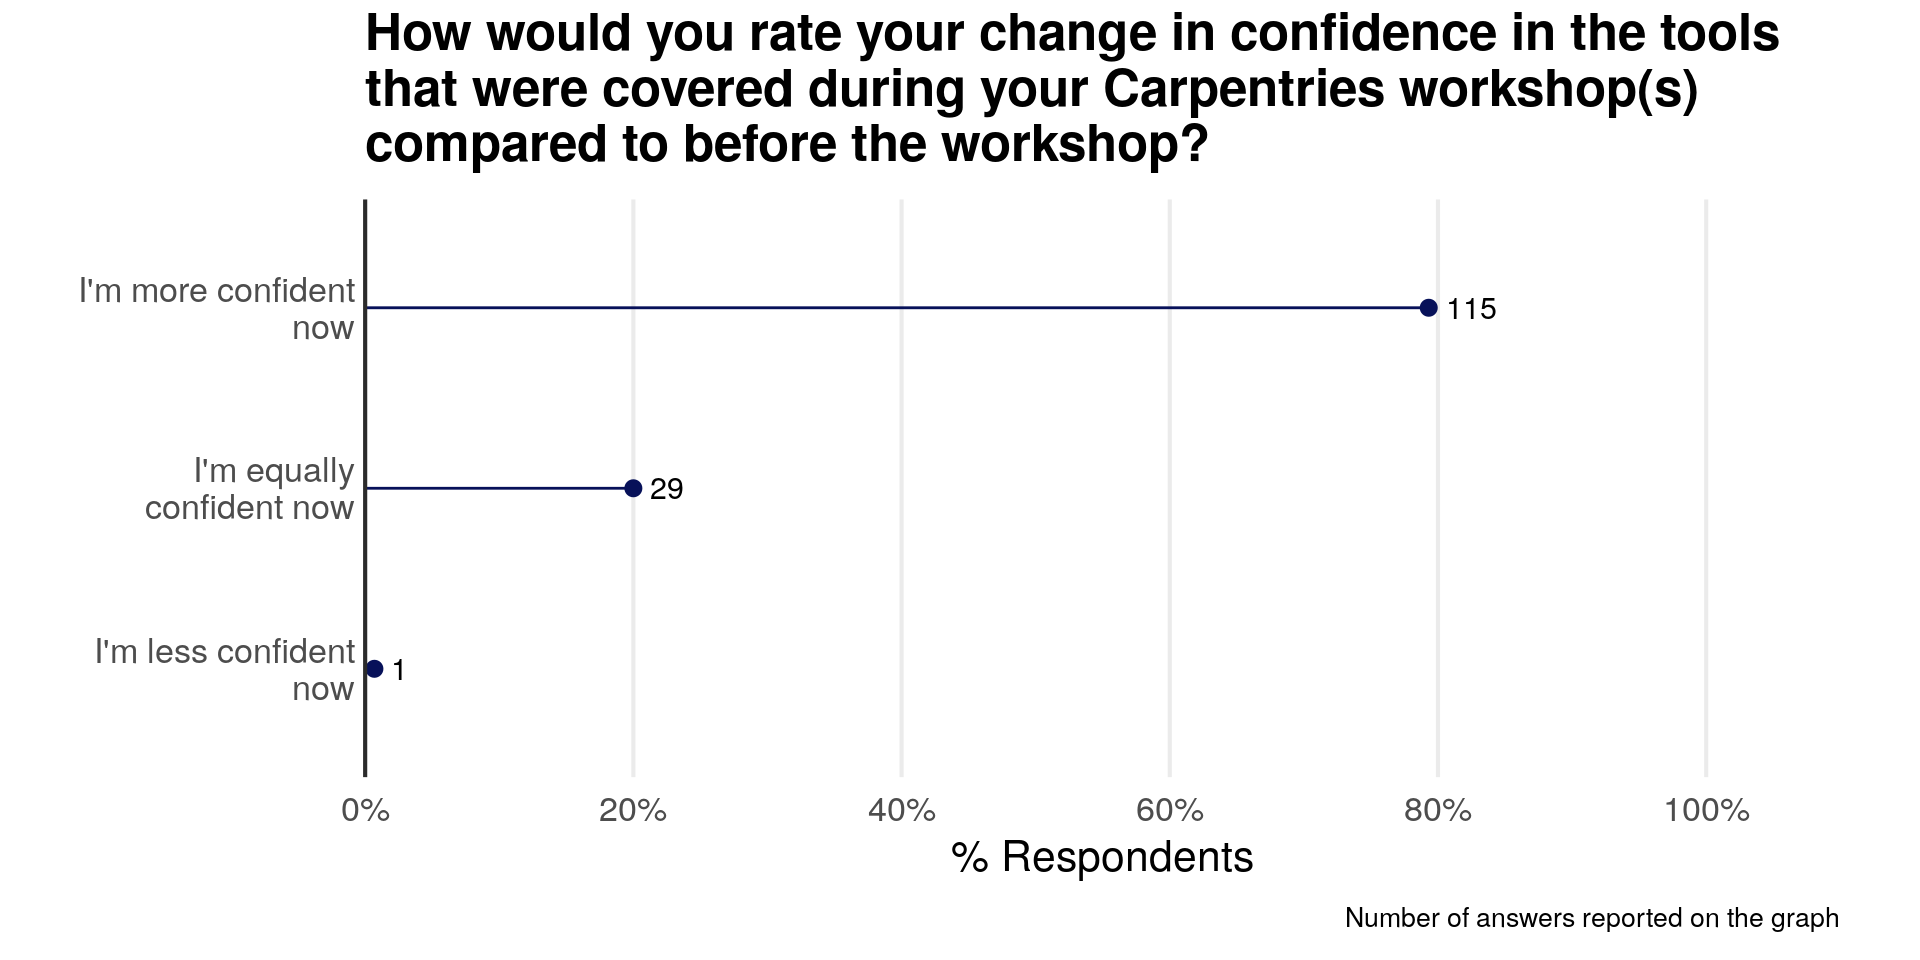 How would you rate your change in confidence in the tools
that were covered during your Carpentries workshop(s)
compared to before the workshop?
I'm more confident
now
115
I'm equally
confident now
29
I'm less confident
now
1
0% 20% 40% 60% 80% 100%
% Respondents
Number of answers reported on the graph